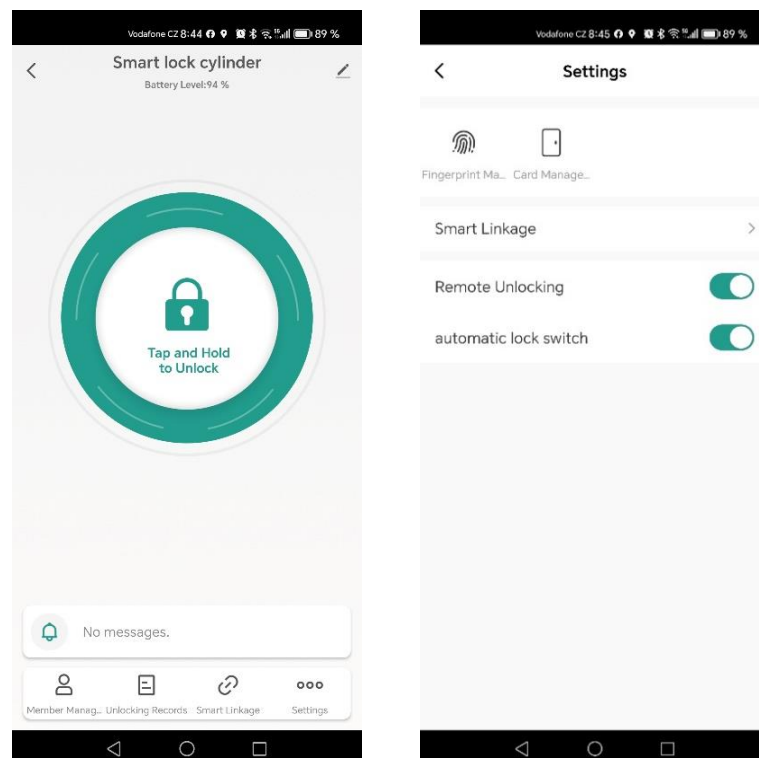 Vodafone CZ 8:44 89 %
Smart lock cylinder
Battery Level:94 %
Tap and Hold
to Unlock
No messages.
Member Manag... Unlocking Records Smart Linkage Settings
Vodafone CZ 8:45 89 %
Settings
Fingerprint Ma... Card Manage...
Smart Linkage
Remote Unlocking
automatic lock switch